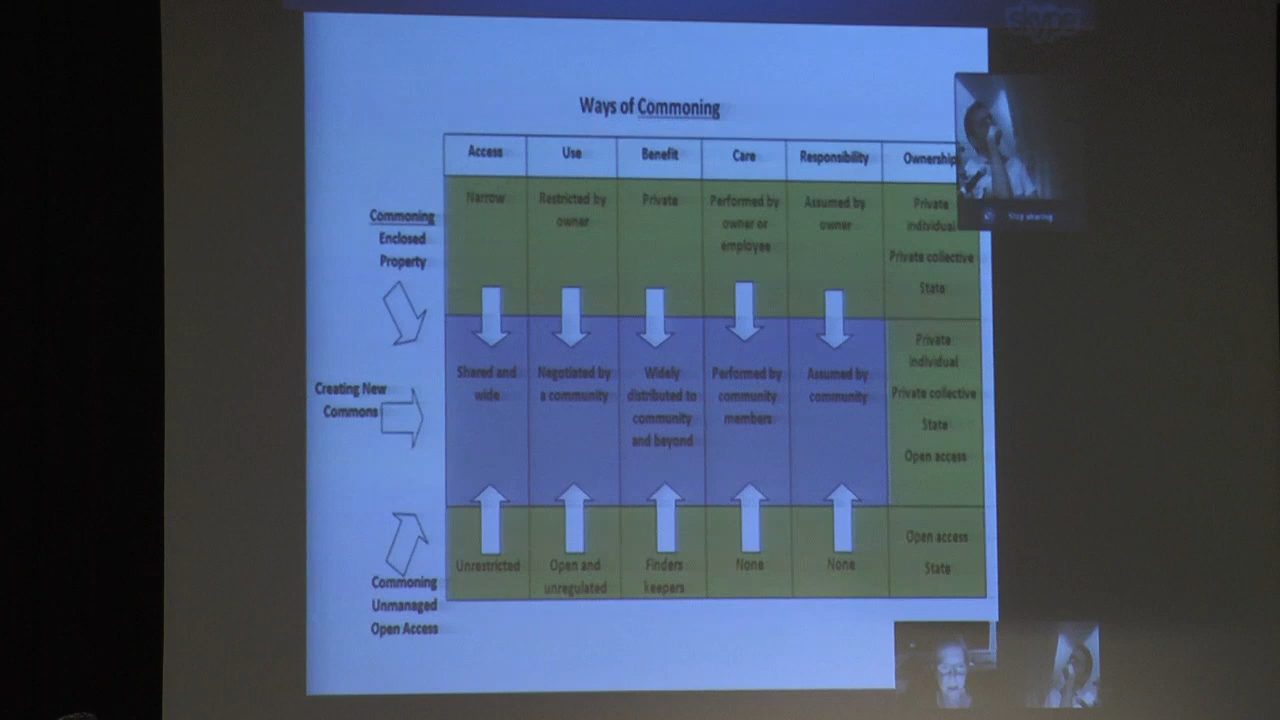 skype
Ways of Commoning
Access Use Benefit Care Responsibility Ownership
Commoning
Enclosed
Property
Narrow
Restricted by
owner
Private
Performed by
owner or
employee
Assumed by
owner
Private
individual
Private collective
State
Stop sharing
Creating New
Commons
Shared and
wide
Negotiated by
a community
Widely
distributed to
community
and beyond
Performed by
community
members
Assumed by
community
Private
individual
Private collective
State
Open access
Commoning
Unmanaged
Open Access
Unrestricted
Open and
unregulated
Finders
keepers
None
None
Open access
State